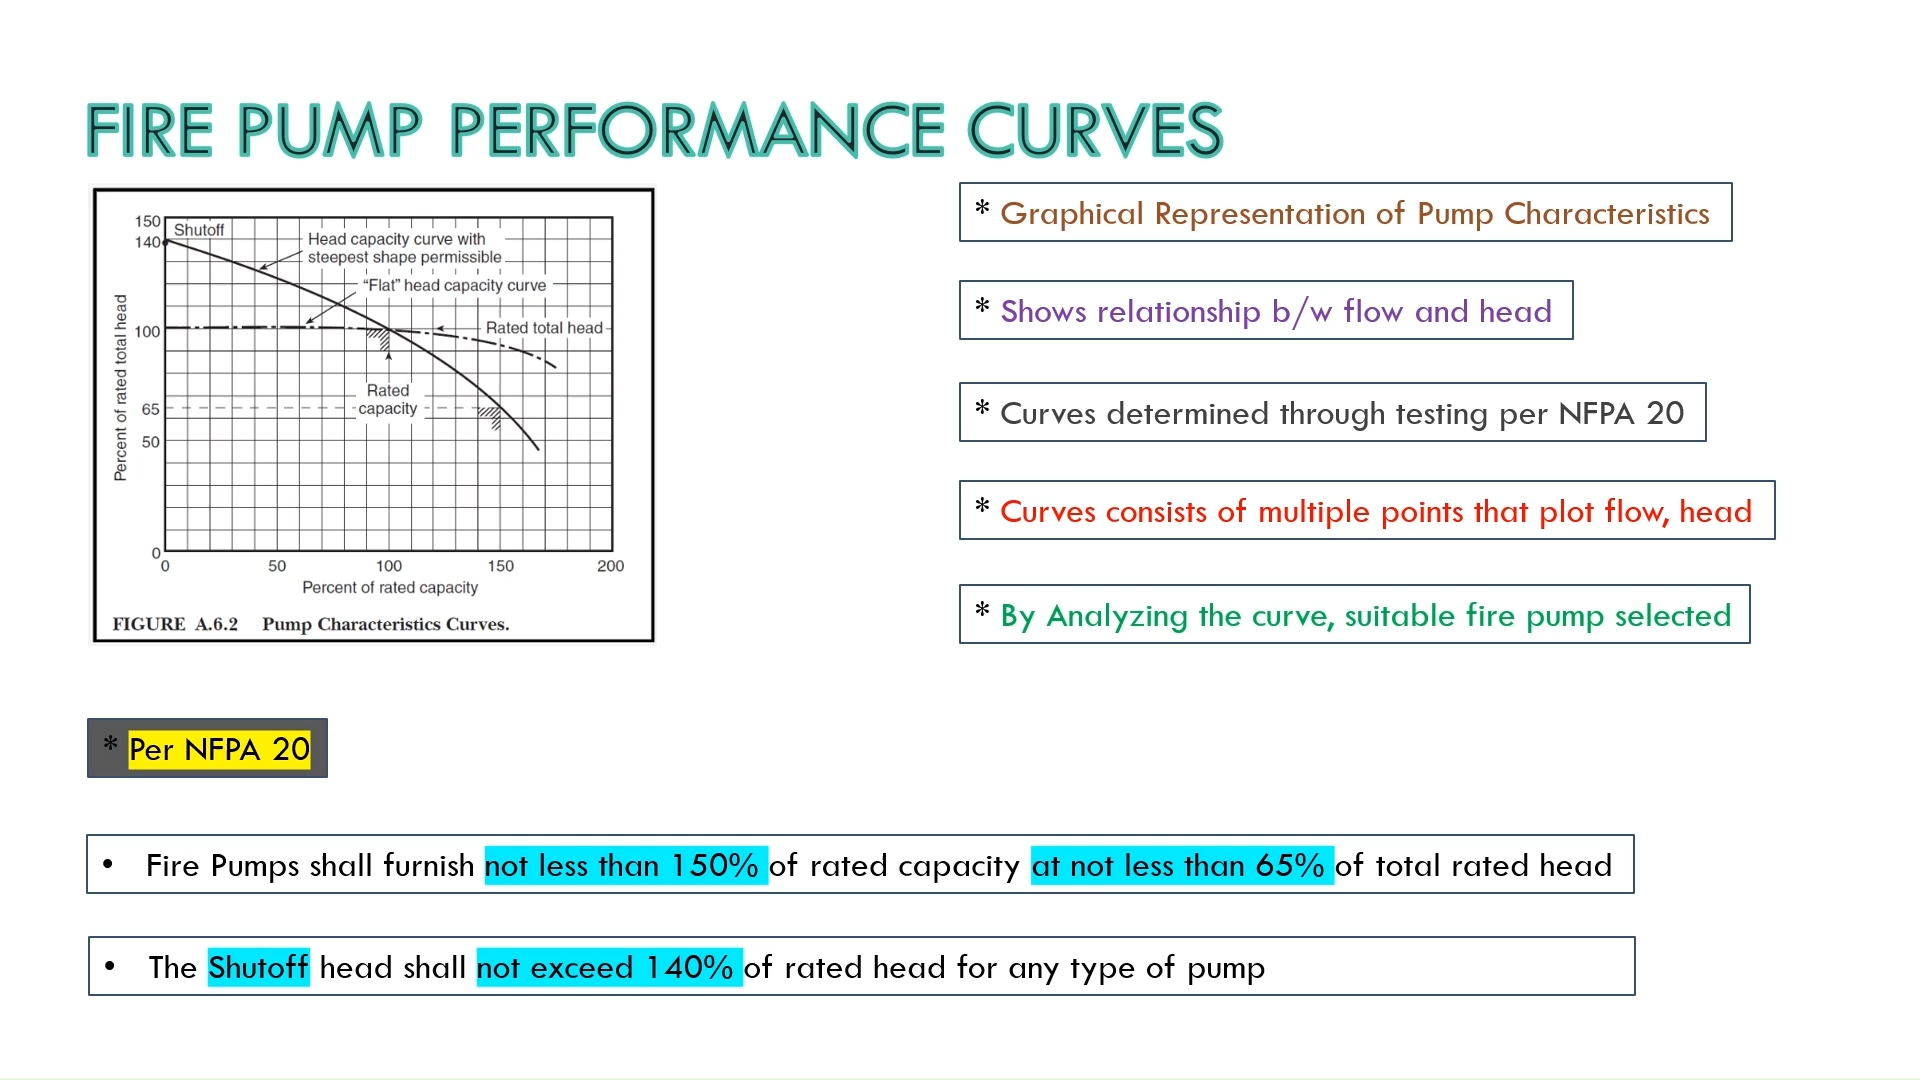 FIRE PUMP PERFORMANCE CURVES
150
140
100
65
50
0
Shutoff
Head capacity curve with
steepest shape permissible
“Flat” head capacity curve
Rated total head
Rated
capacity
Percent of rated total head
0 50 100 150 200
Percent of rated capacity
FIGURE A.6.2 Pump Characteristics Curves.
* Graphical Representation of Pump Characteristics
* Shows relationship b/w flow and head
* Curves determined through testing per NFPA 20
* Curves consists of multiple points that plot flow, head
* By Analyzing the curve, suitable fire pump selected
* Per NFPA 20
• Fire Pumps shall furnish not less than 150% of rated capacity at not less than 65% of total rated head
• The Shutoff head shall not exceed 140% of rated head for any type of pump